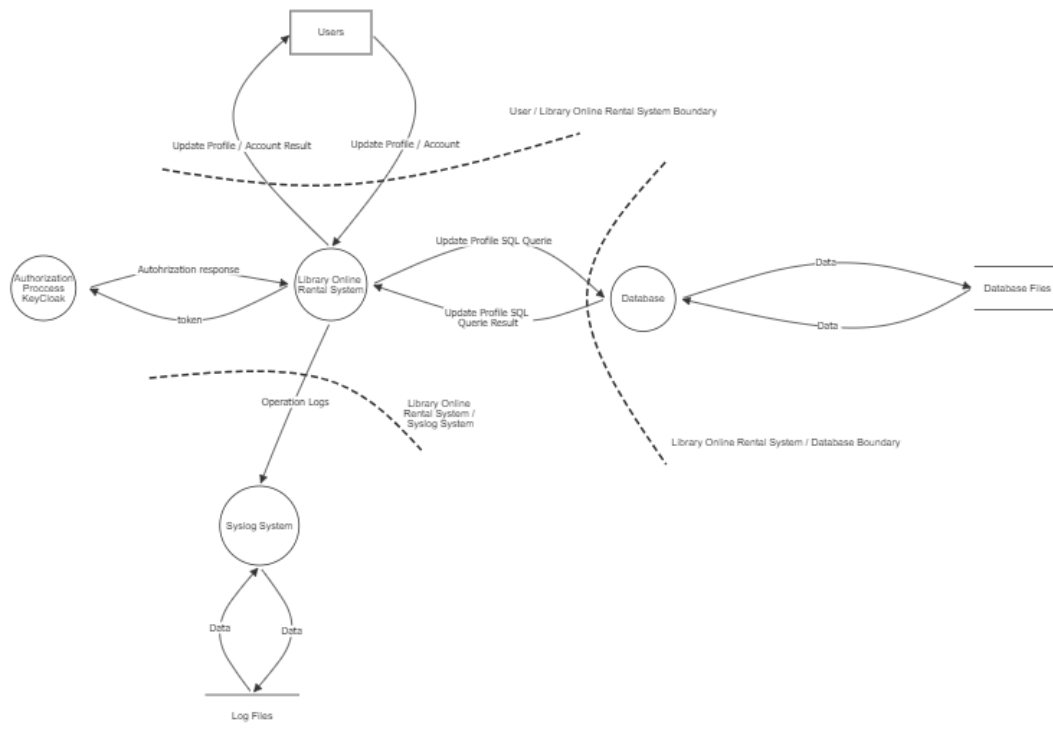 Users
User / Library Online Rental System Boundary
Update Profile / Account Result
Update Profile / Account
Update Profile SQL Querie
Authorization
Proccess
KeyCloak
Autohrization response
Library Online
Rental System
Database
Data
Database Files
token
Update Profile SQL
Querie Result
Data
Operation Logs
Library Online
Rental System /
Syslog System
Library Online Rental System / Database Boundary
Syslog System
Data
Data
Log Files